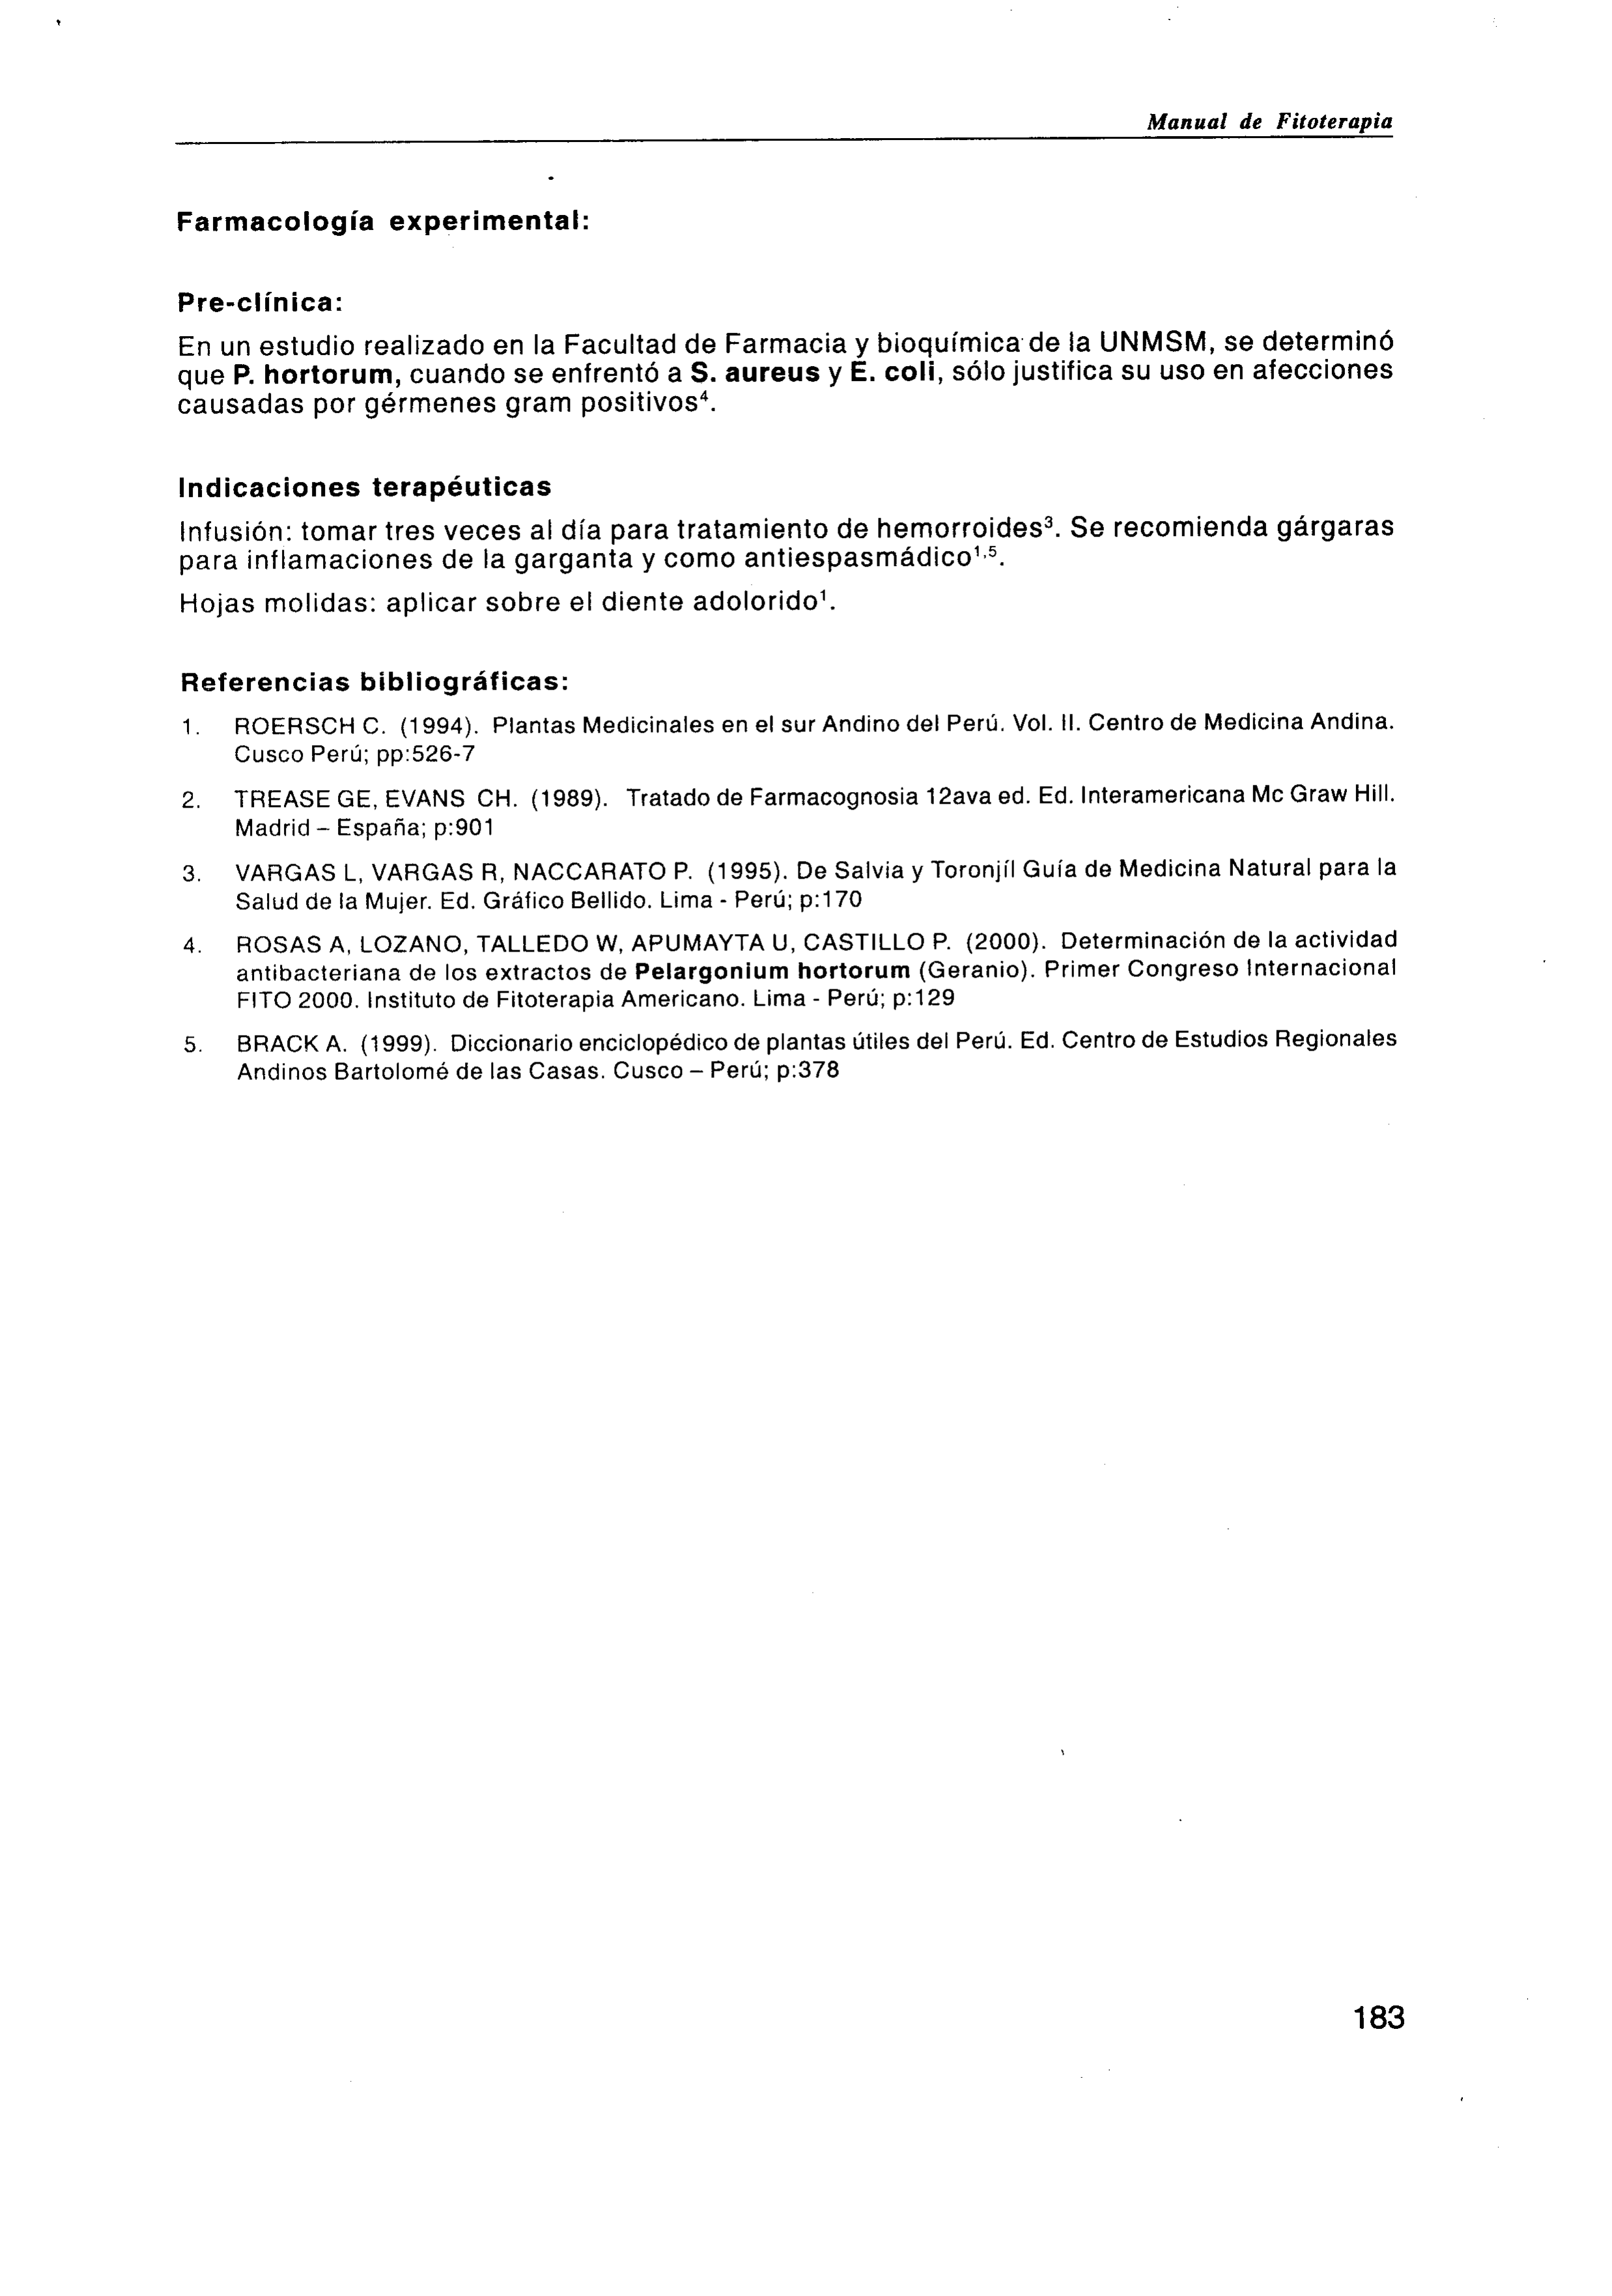 Manual de Fitoterapia
Farmacología experimental:
Pre-clínica:
En un estudio realizado en la Facultad de Farmacia y bioquímica de la UNMSM, se determinó
que P. hortorum, cuando se enfrentó a S. aureus y E. coli, sólo justifica su uso en afecciones
causadas por gérmenes gram positivos⁴.
Indicaciones terapéuticas
Infusión: tomar tres veces al día para tratamiento de hemorroides³. Se recomienda gárgaras
para inflamaciones de la garganta y como antiespasmádico¹,⁵.
Hojas molidas: aplicar sobre el diente adolorido¹.
Referencias bibliográficas:
1. ROERSCH C. (1994). Plantas Medicinales en el sur Andino del Perú. Vol. II. Centro de Medicina Andina.
Cusco Perú; pp:526-7
2. TREASE GE, EVANS CH. (1989). Tratado de Farmacognosia 12ava ed. Ed. Interamericana Mc Graw Hill.
Madrid – España; p:901
3. VARGAS L, VARGAS R, NACCARATO P. (1995). De Salvia y Toronjíl Guía de Medicina Natural para la
Salud de la Mujer. Ed. Gráfico Bellido. Lima - Perú; p:170
4. ROSAS A, LOZANO, TALLEDO W, APUMAYTA U, CASTILLO P. (2000). Determinación de la actividad
antibacteriana de los extractos de Pelargonium hortorum (Geranio). Primer Congreso Internacional
FITO 2000. Instituto de Fitoterapia Americano. Lima - Perú; p:129
5. BRACK A. (1999). Diccionario enciclopédico de plantas útiles del Perú. Ed. Centro de Estudios Regionales
Andinos Bartolomé de las Casas. Cusco – Perú; p:378
183